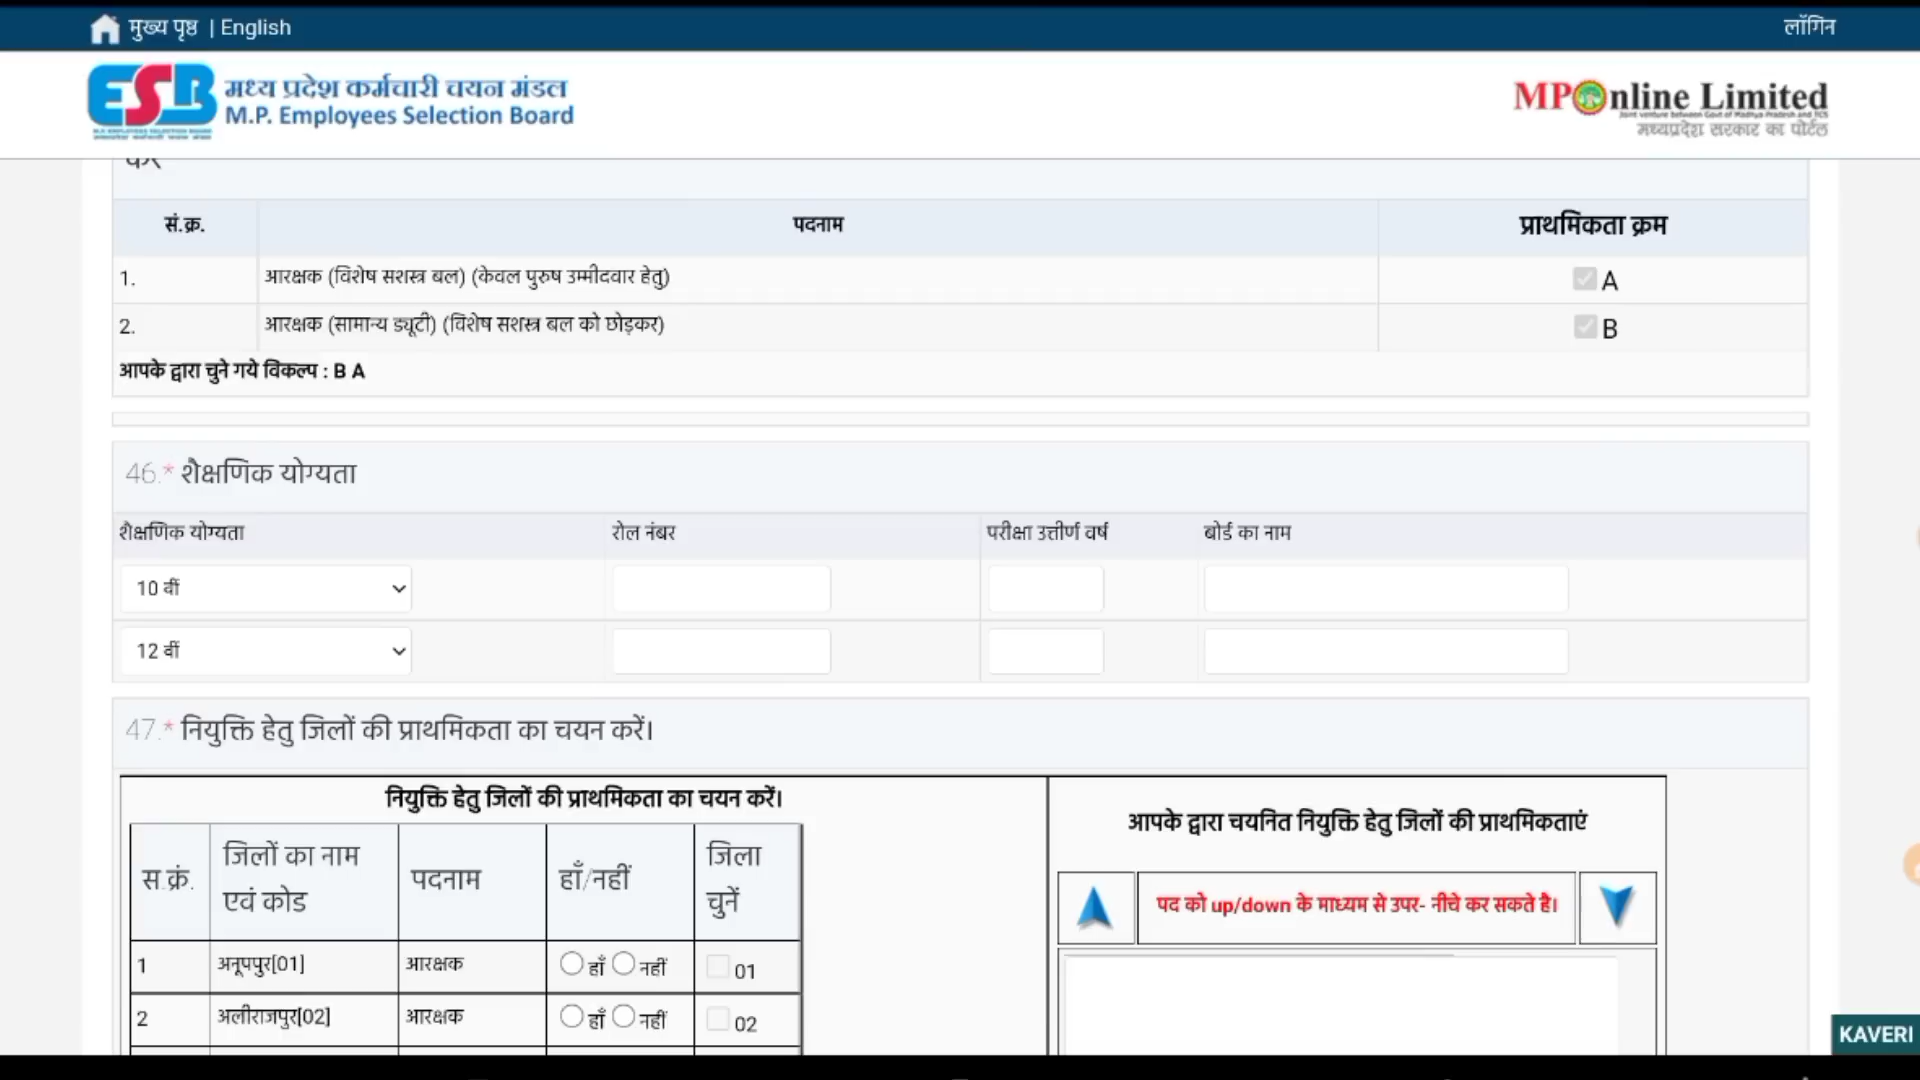 मुख्य पृष्ठ | English
लॉगिन
ESB मध्य प्रदेश कर्मचारी चयन मंडल
M.P. Employees Selection Board
MPOnline Limited
मध्यप्रदेश सरकार का पोर्टल
सं.क्र. पदनाम प्राथमिकता क्रम
1. आरक्षक (विशेष सशस्त्र बल) (केवल पुरुष उम्मीदवार हेतु) A
2. आरक्षक (सामान्य ड्यूटी) (विशेष सशस्त्र बल को छोड़कर) B
आपके द्वारा चुने गये विकल्प : B A
46.* शैक्षणिक योग्यता
शैक्षणिक योग्यता रोल नंबर परीक्षा उत्तीर्ण वर्ष बोर्ड का नाम
10 वीं
12 वीं
47.* नियुक्ति हेतु जिलों की प्राथमिकता का चयन करें।
नियुक्ति हेतु जिलों की प्राथमिकता का चयन करें।
स.क्रं. जिलों का नाम एवं कोड पदनाम हाँ/नहीं जिला चुनें
1 अनूपपुर[01] आरक्षक हाँ नहीं 01
2 अलीराजपुर[02] आरक्षक हाँ नहीं 02
आपके द्वारा चयनित नियुक्ति हेतु जिलों की प्राथमिकताएं
पद को up/down के माध्यम से उपर- नीचे कर सकते है।
KAVERI